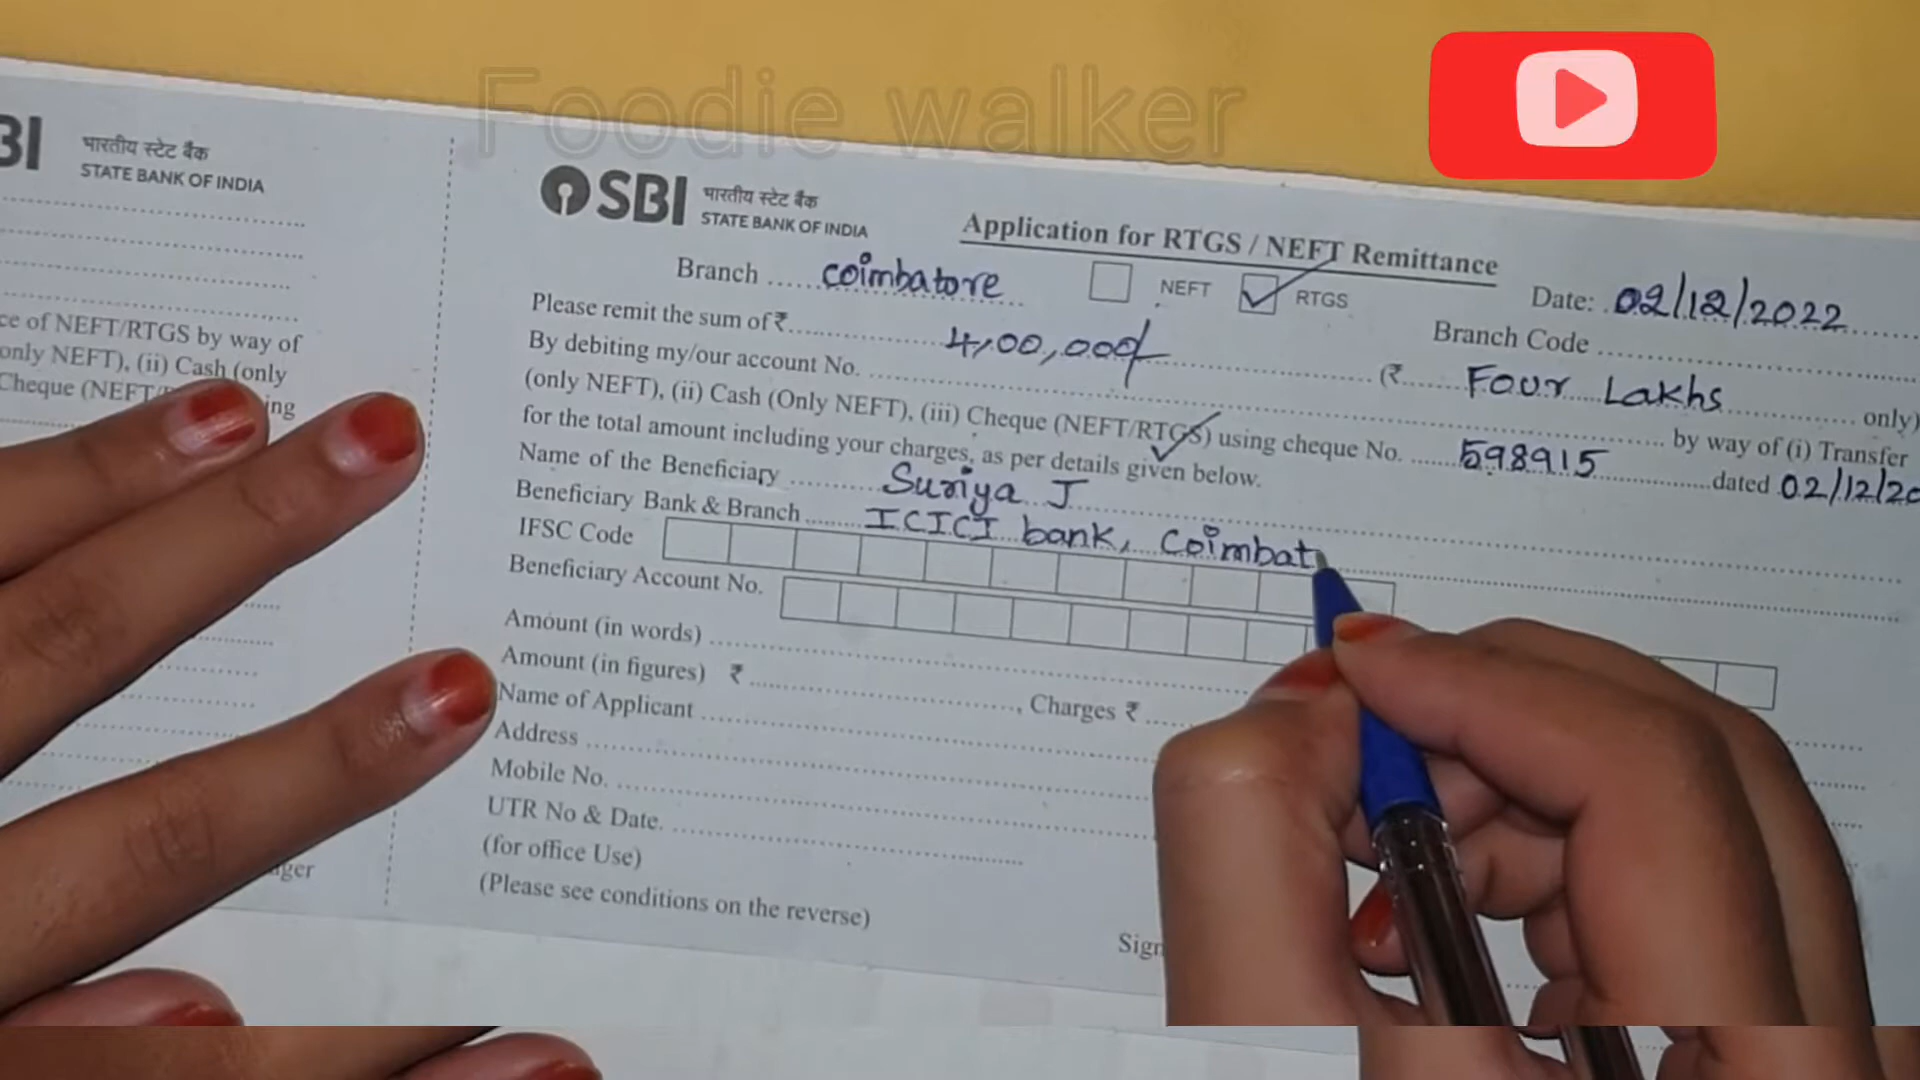 Foodie walker
BI भारतीय स्टेट बैंक
STATE BANK OF INDIA
ce of NEFT/RTGS by way of
only NEFT), (ii) Cash (only
Cheque (NEFT/ ing
ger
SBI भारतीय स्टेट बैंक
STATE BANK OF INDIA
Application for RTGS / NEFT Remittance
Branch .... coimbatore NEFT RTGS Date: 02/12/2022
Please remit the sum of ₹ 4,00,000/- Branch Code
By debiting my/our account No. (₹ Four Lakhs only)
(only NEFT), (ii) Cash (Only NEFT), (iii) Cheque (NEFT/RTGS) using cheque No. 598915 by way of (i) Transfer
for the total amount including your charges, as per details given below. dated 02/12/20
Name of the Beneficiary Suriya J
Beneficiary Bank & Branch ICICI bank, Coimbat
IFSC Code
Beneficiary Account No.
Amount (in words)
Amount (in figures) ₹ , Charges ₹
Name of Applicant
Address
Mobile No.
UTR No & Date.
(for office Use)
(Please see conditions on the reverse)
Sign